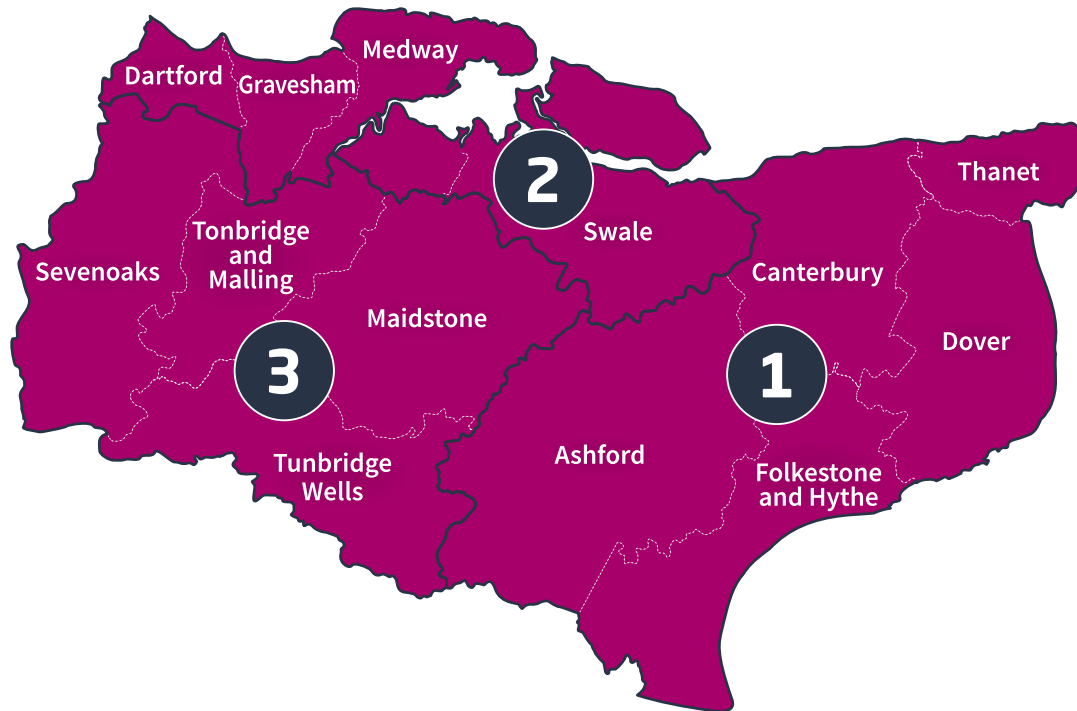 Medway
Dartford
Gravesham
Thanet
2
Swale
Tonbridge
and
Malling
Sevenoaks
Canterbury
Maidstone
Dover
3
1
Ashford
Tunbridge
Wells
Folkestone
and Hythe